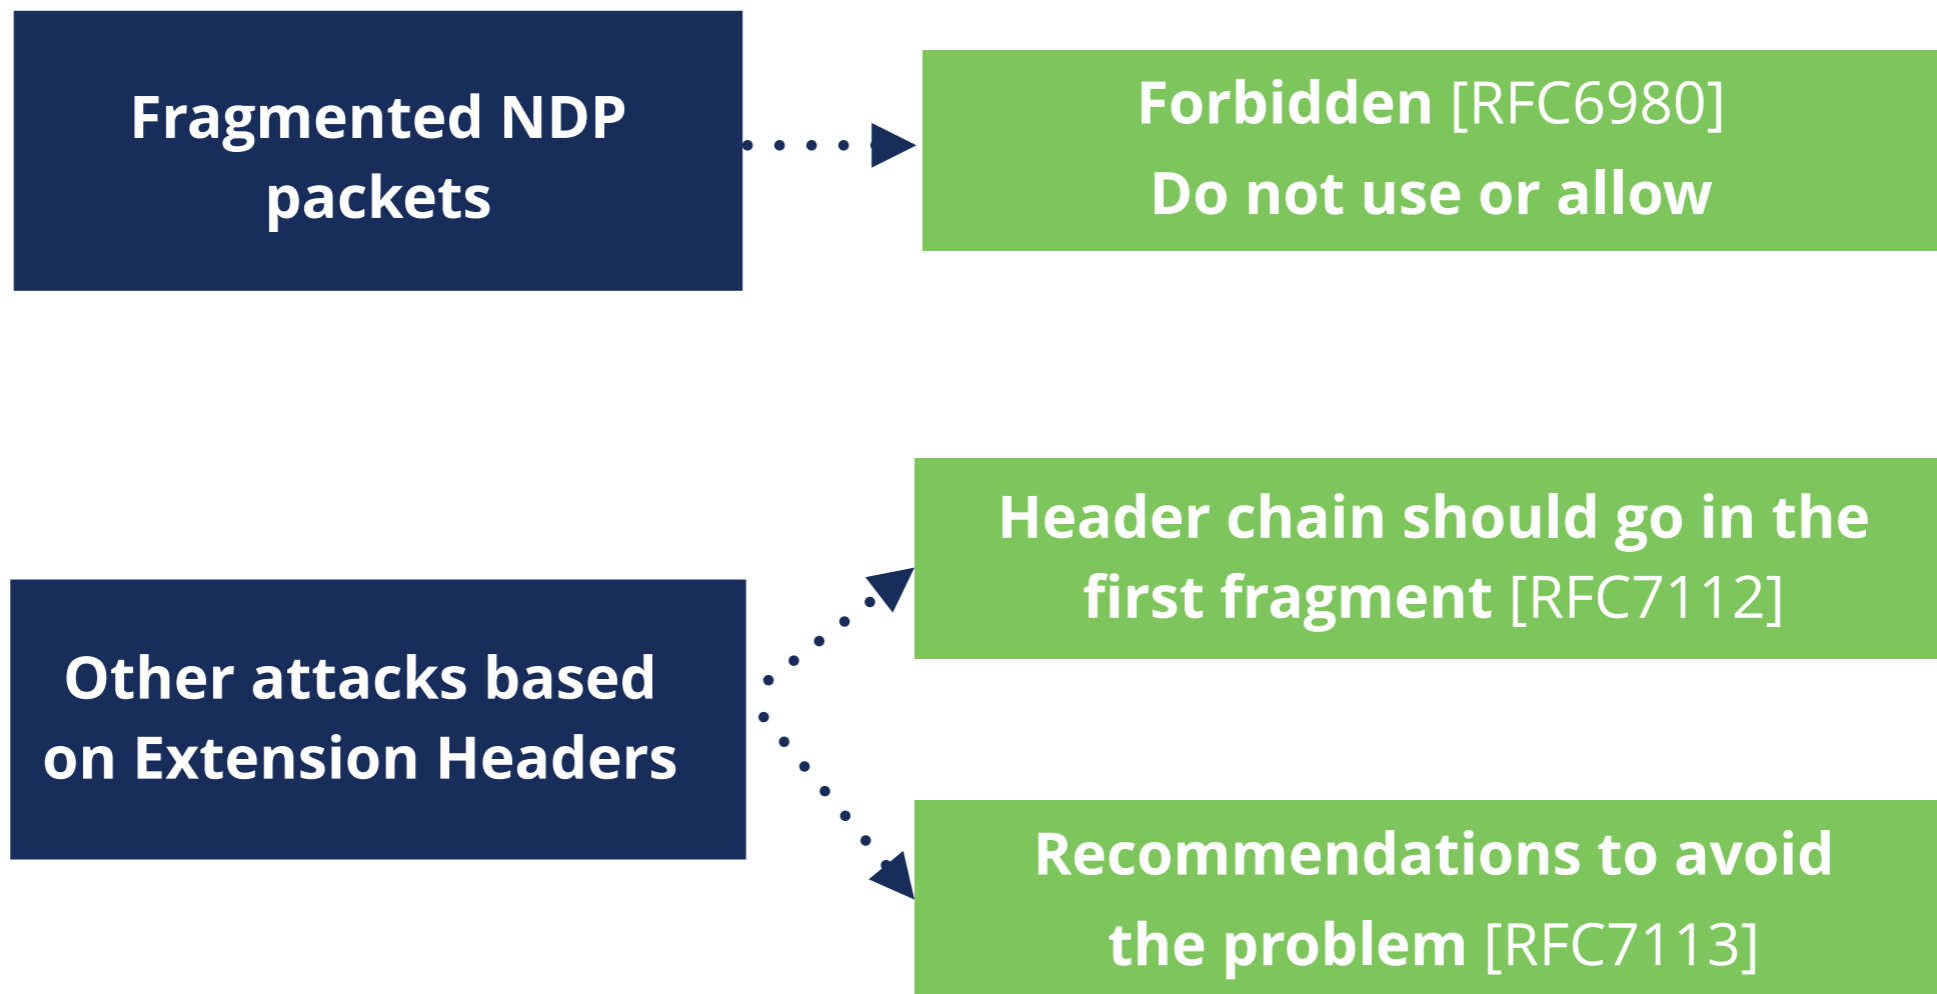 Fragmented NDP
packets
Forbidden [RFC6980]
Do not use or allow
Other attacks based
on Extension Headers
Header chain should go in the
first fragment [RFC7112]
Recommendations to avoid
the problem [RFC7113]